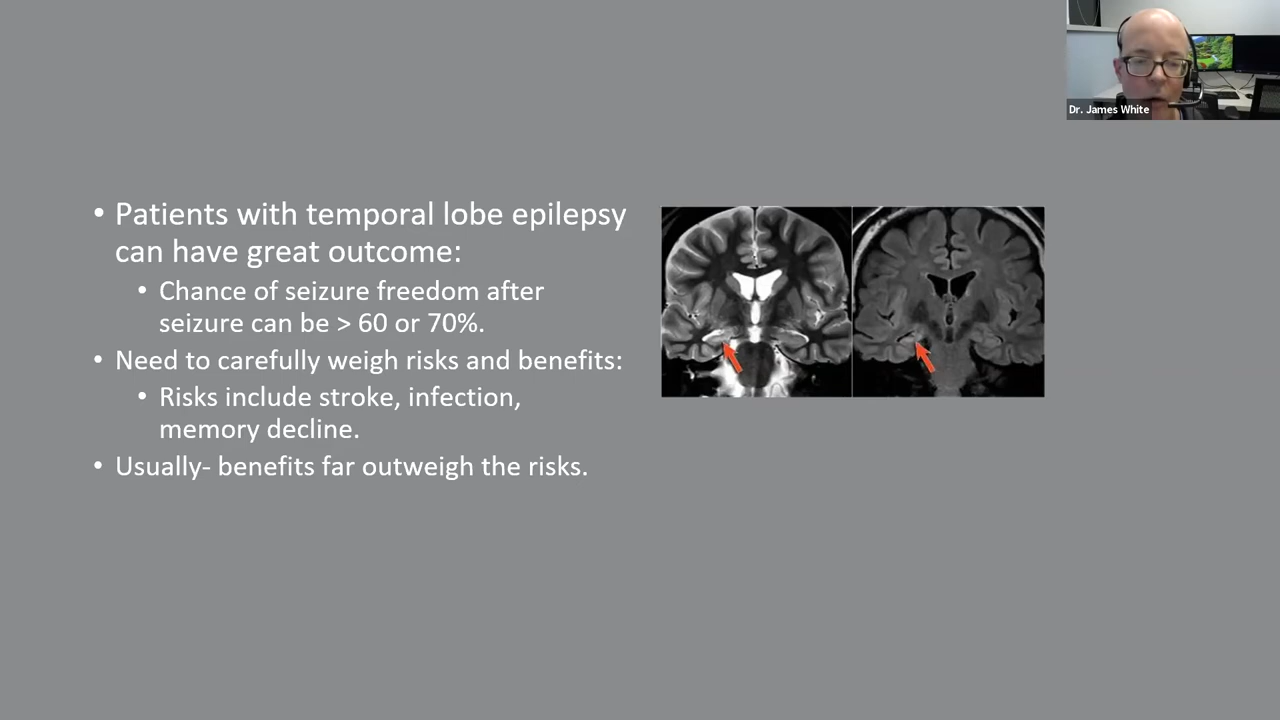 Dr. James White
• Patients with temporal lobe epilepsy
can have great outcome:
• Chance of seizure freedom after
seizure can be > 60 or 70%.
• Need to carefully weigh risks and benefits:
• Risks include stroke, infection,
memory decline.
• Usually- benefits far outweigh the risks.